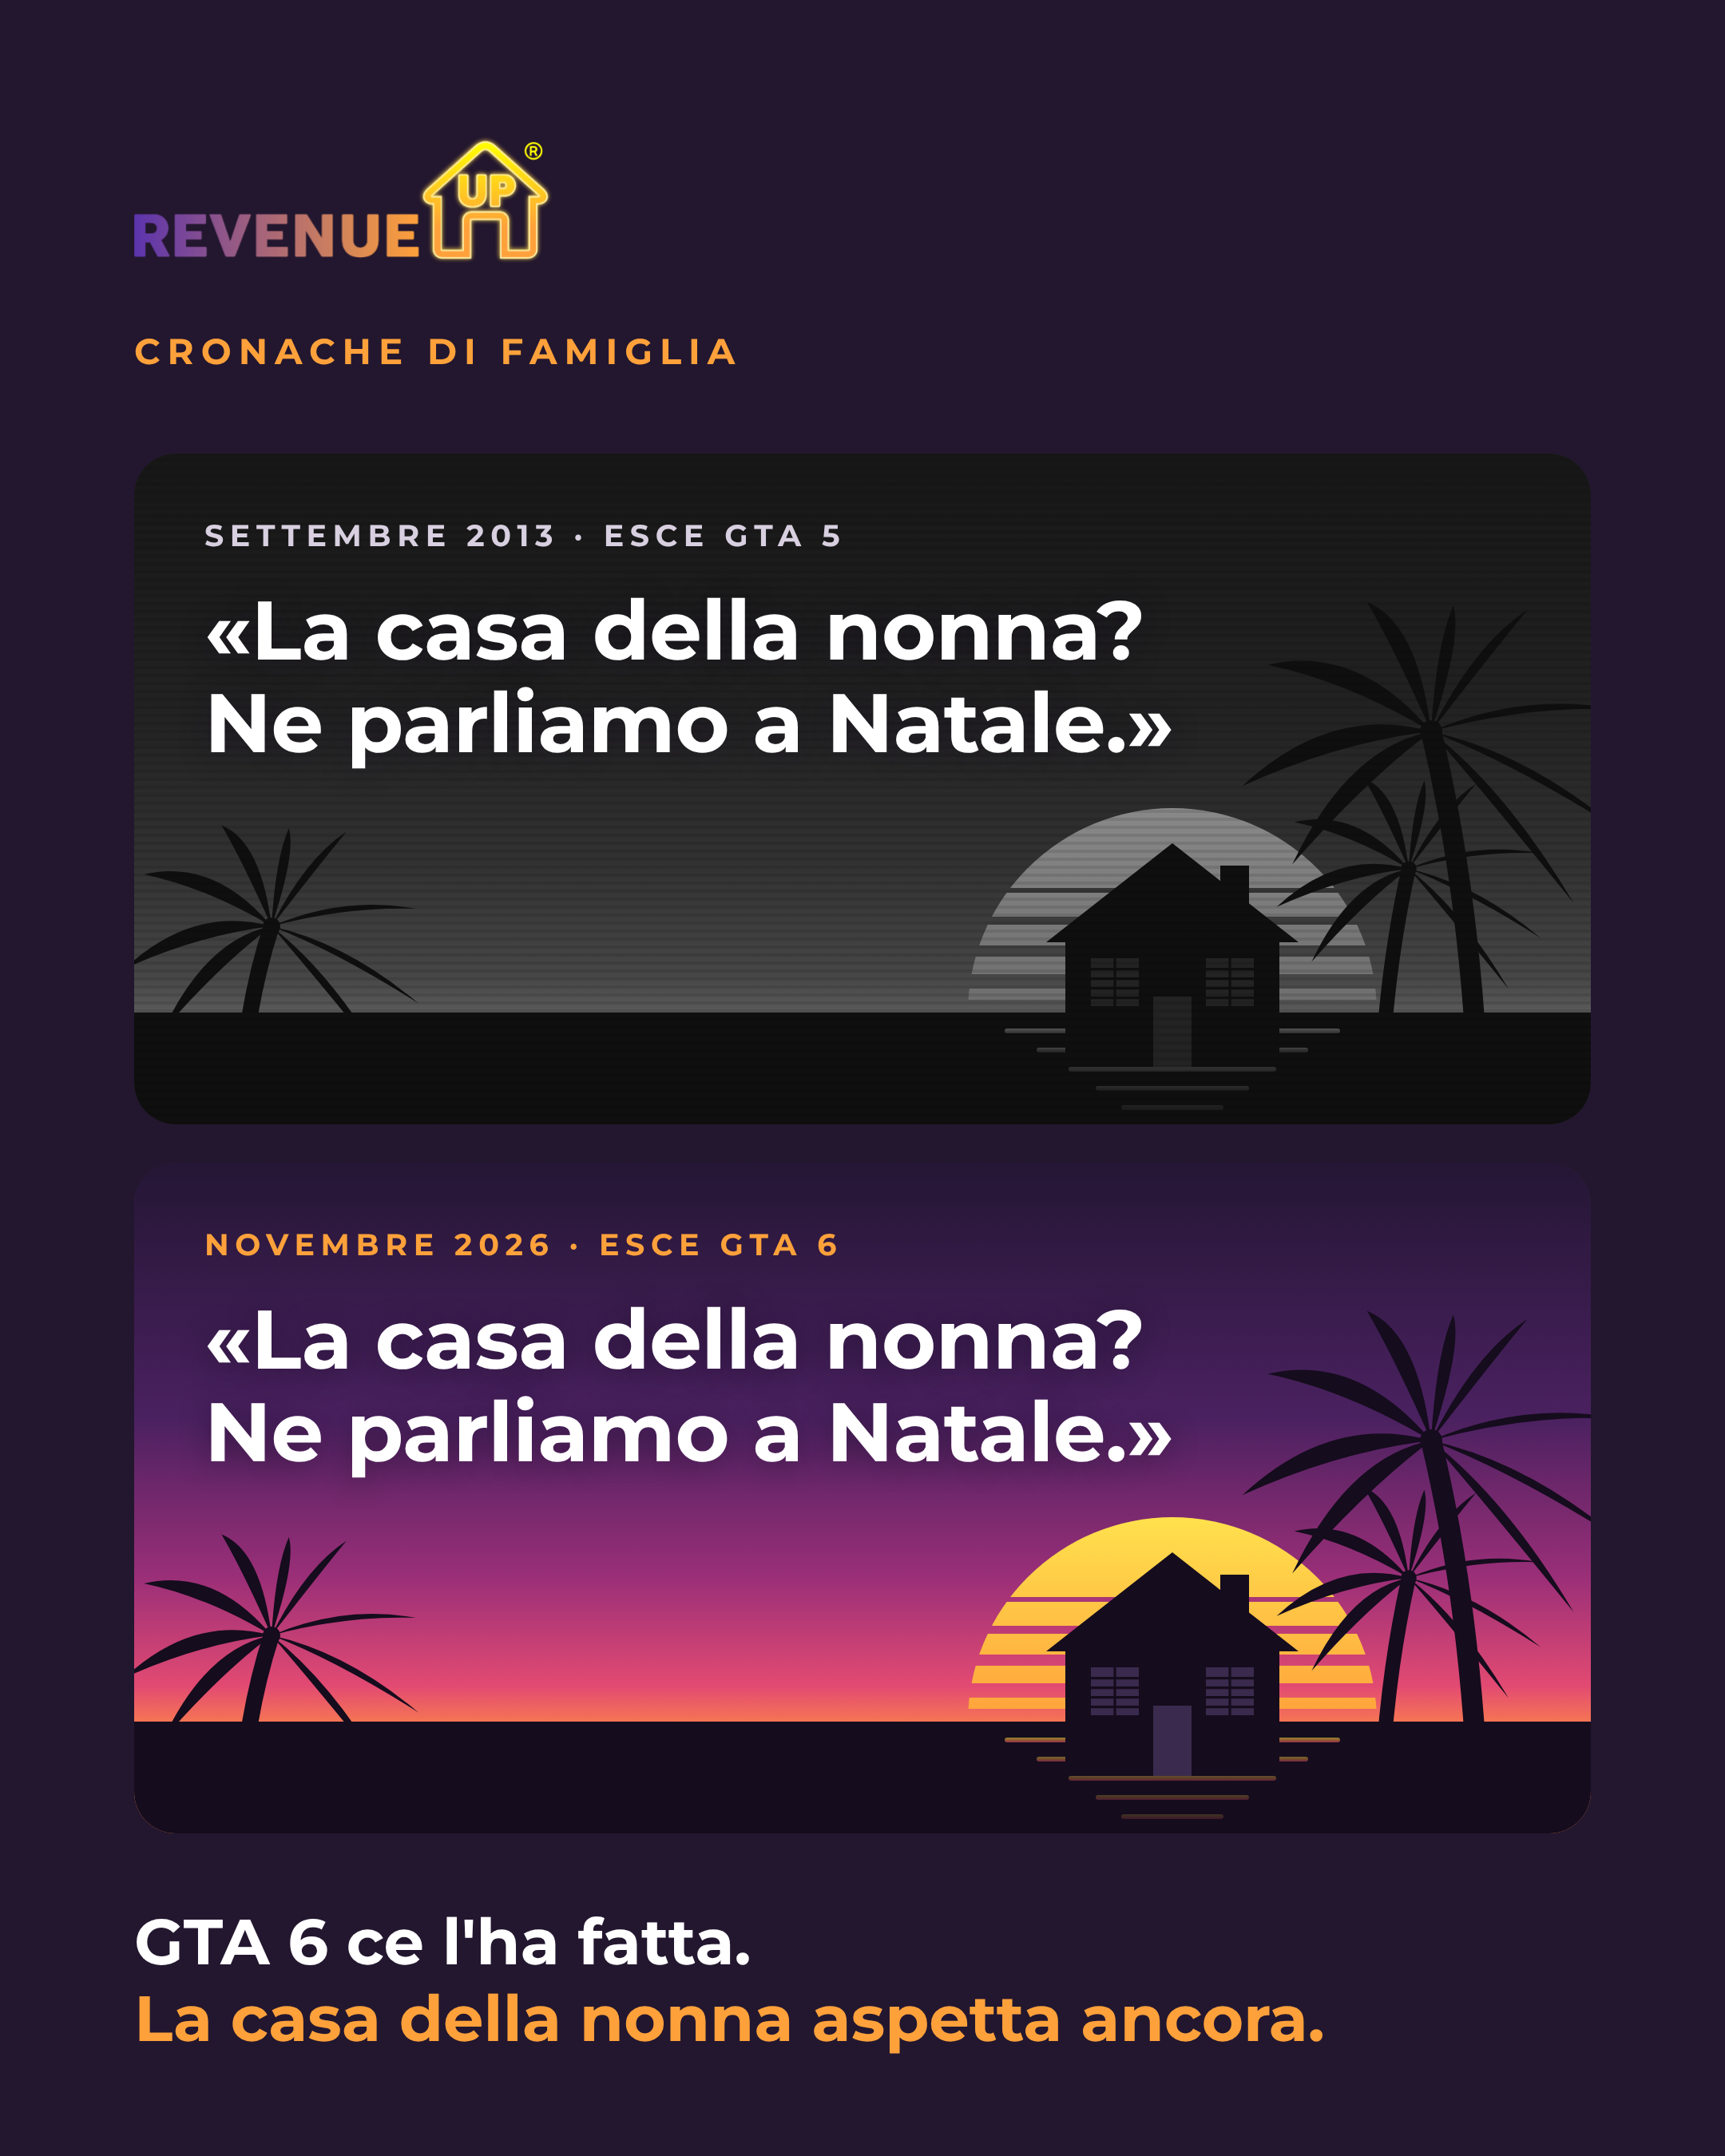 REVENUE UP ®
CRONACHE DI FAMIGLIA
SETTEMBRE 2013 · ESCE GTA 5
«La casa della nonna?
Ne parliamo a Natale.»
NOVEMBRE 2026 · ESCE GTA 6
«La casa della nonna?
Ne parliamo a Natale.»
GTA 6 ce l'ha fatta.
La casa della nonna aspetta ancora.